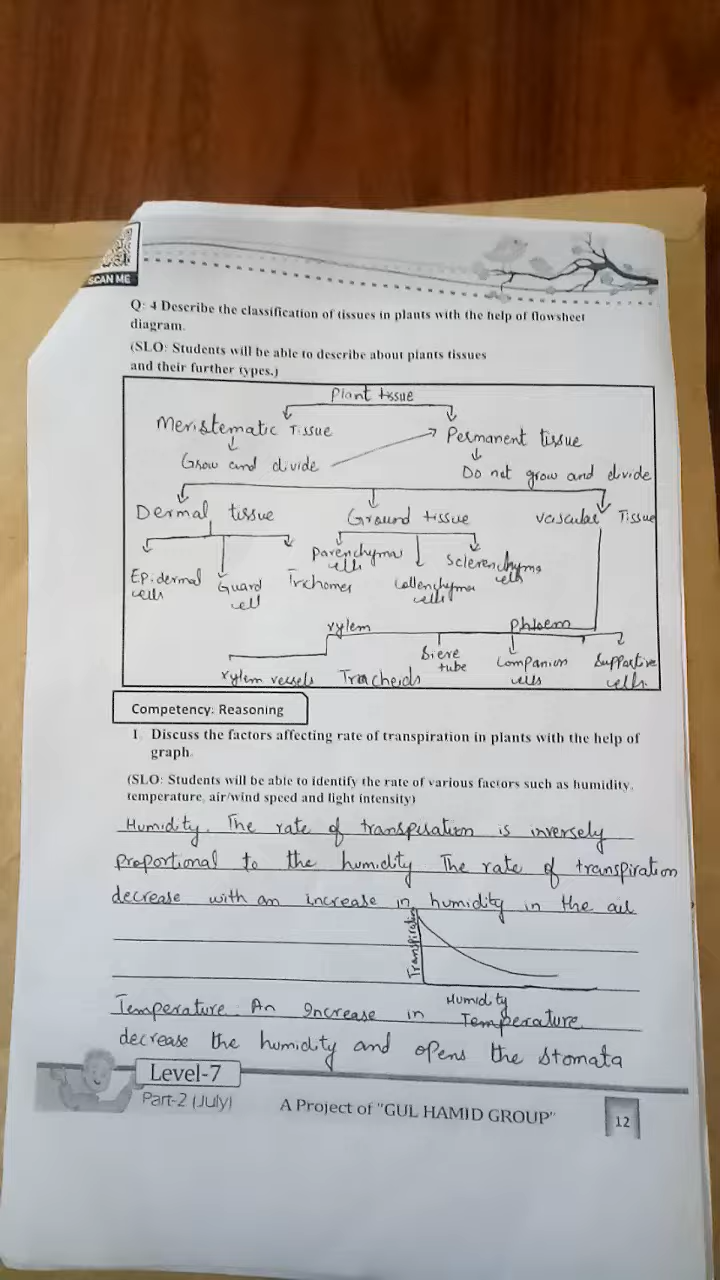 SCAN ME
Q: 4 Describe the classification of tissues in plants with the help of flowsheet
diagram.
(SLO: Students will be able to describe about plants tissues
and their further types.)
Plant tissue
Meristematic Tissue
Permanent tissue
Grow and divide
Do not grow and divide
Dermal tissue
Ground tissue
Vascular Tissue
Epidermal cells
Guard cell
Trichomes
Parenchyma cells
Collenchyma cells
Sclerenchyma cells
xylem
Phloem
xylem vessels
Tracheids
Sieve tube
Companion cells
Supportive cells
Competency: Reasoning
1. Discuss the factors affecting rate of transpiration in plants with the help of
graph.
(SLO: Students will be able to identify the rate of various factors such as humidity,
temperature, air/wind speed and light intensity)
Humidity. The rate of transpiration is inversely
proportional to the humidity The rate of transpiration
decrease with an increase in humidity in the air
Transpiration
Humidity
Temperature. An Increase in Temperature
decrease the humidity and opens the stomata
Level-7
Part-2 (July)
A Project of "GUL HAMID GROUP"
12